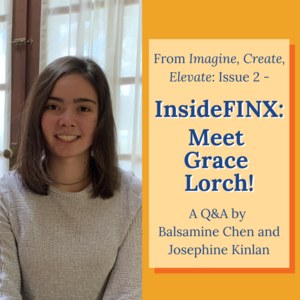 From Imagine, Create,
Elevate: Issue 2 -
InsideFINX:
Meet
Grace
Lorch!
A Q&A by
Balsamine Chen and
Josephine Kinlan